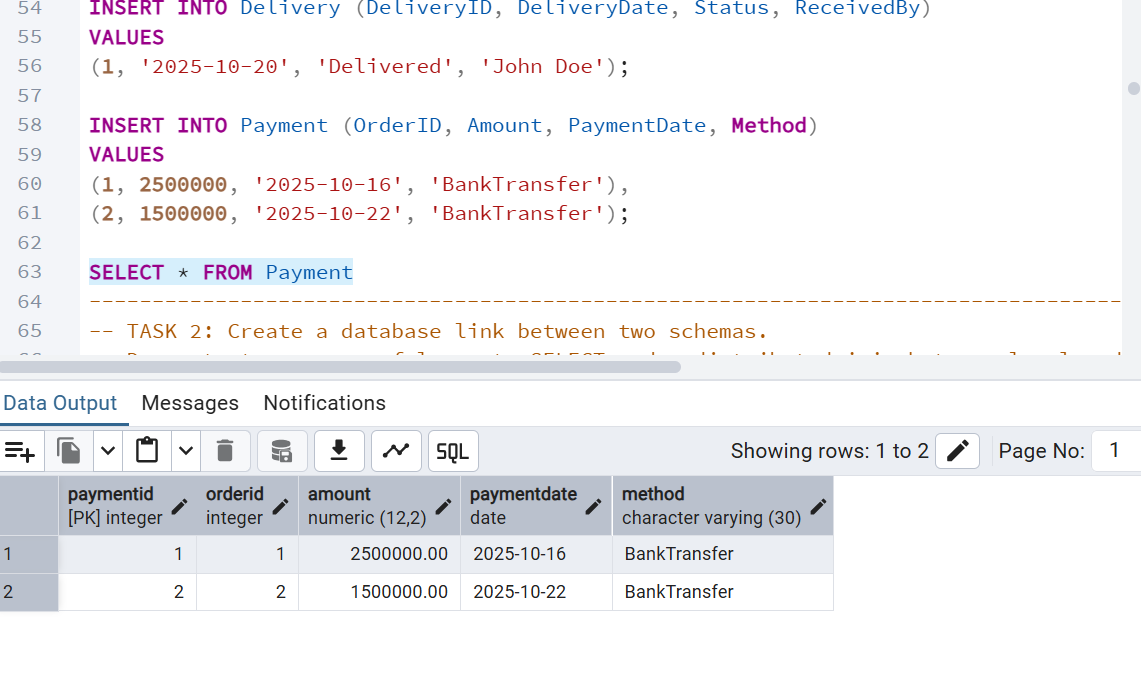 54 INSERT INTO Delivery (DeliveryID, DeliveryDate, Status, ReceivedBy)
55 VALUES
56 (1, '2025-10-20', 'Delivered', 'John Doe');
57
58 INSERT INTO Payment (OrderID, Amount, PaymentDate, Method)
59 VALUES
60 (1, 2500000, '2025-10-16', 'BankTransfer'),
61 (2, 1500000, '2025-10-22', 'BankTransfer');
62
63 SELECT * FROM Payment
64 ----------------------------------------------------------------------------------
65 -- TASK 2: Create a database link between two schemas.
Data Output Messages Notifications
SQL Showing rows: 1 to 2 Page No: 1
paymentid orderid amount paymentdate method
[PK] integer integer numeric (12,2) date character varying (30)
1 1 1 2500000.00 2025-10-16 BankTransfer
2 2 2 1500000.00 2025-10-22 BankTransfer